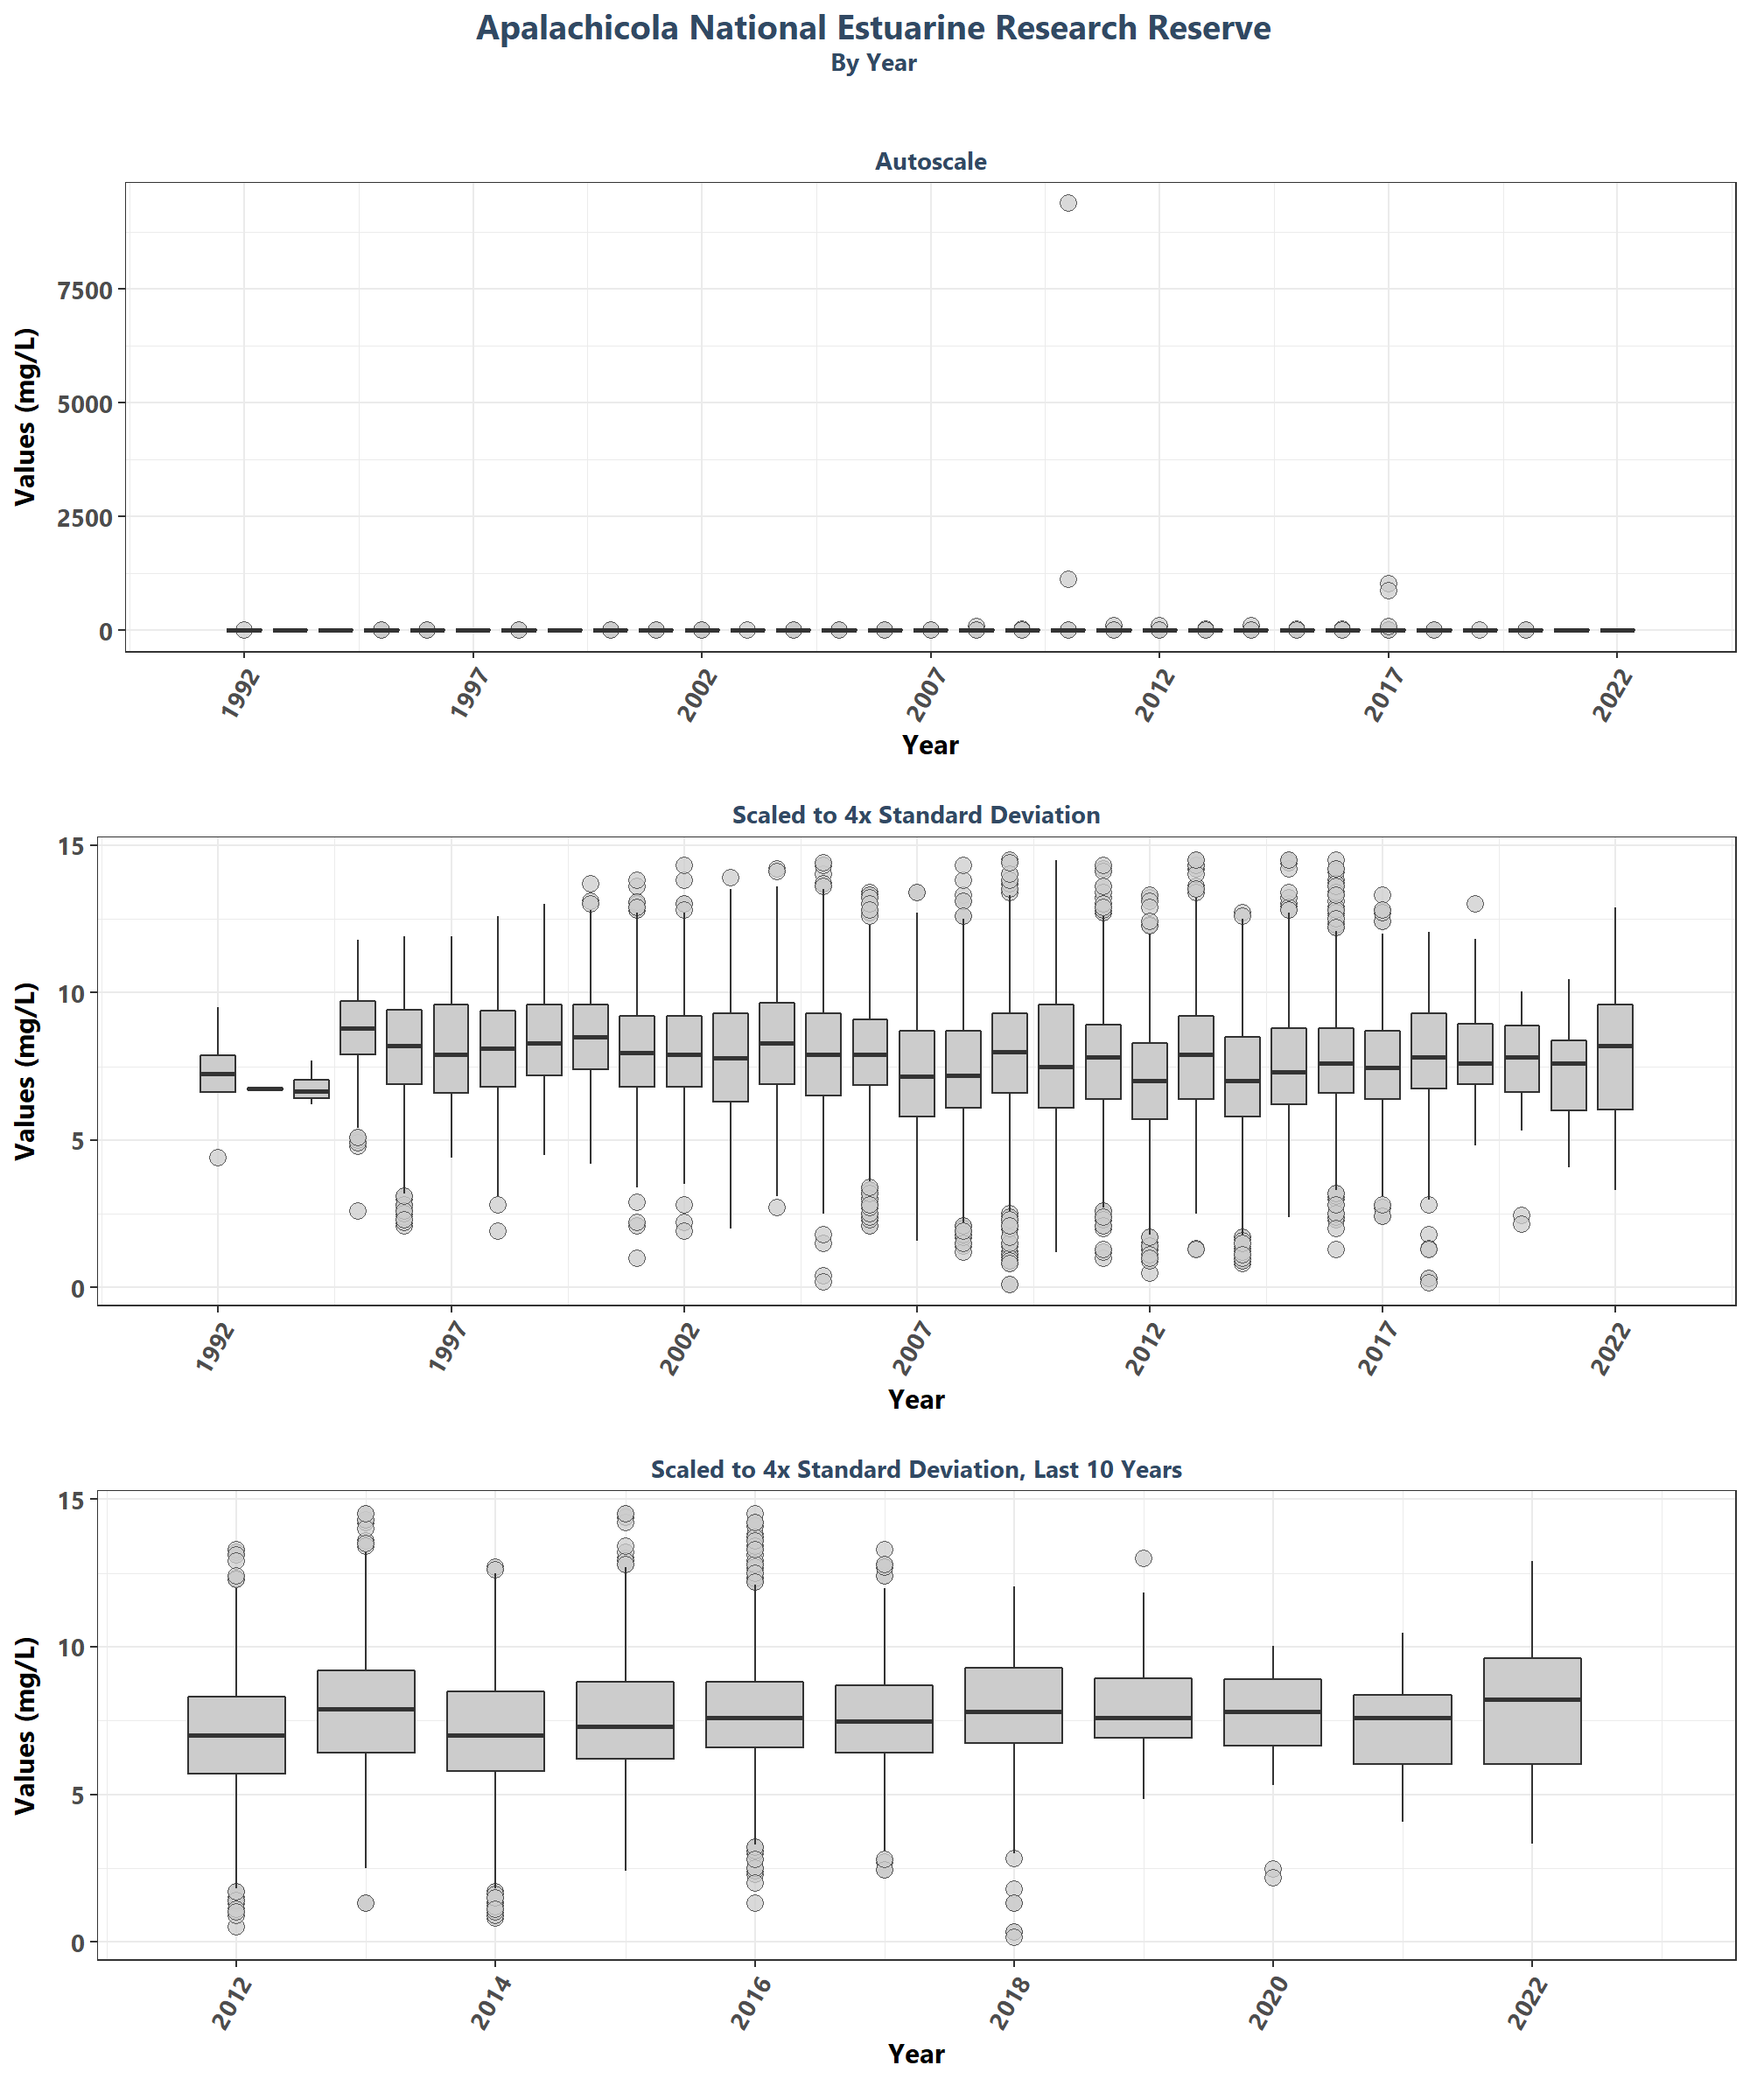 Apalachicola National Estuarine Research Reserve
By Year
Autoscale
Values (mg/L)
7500
5000
2500
0
1992 1997 2002 2007 2012 2017 2022
Year
Scaled to 4x Standard Deviation
Values (mg/L)
15
10
5
0
1992 1997 2002 2007 2012 2017 2022
Year
Scaled to 4x Standard Deviation, Last 10 Years
Values (mg/L)
15
10
5
0
2012 2014 2016 2018 2020 2022
Year